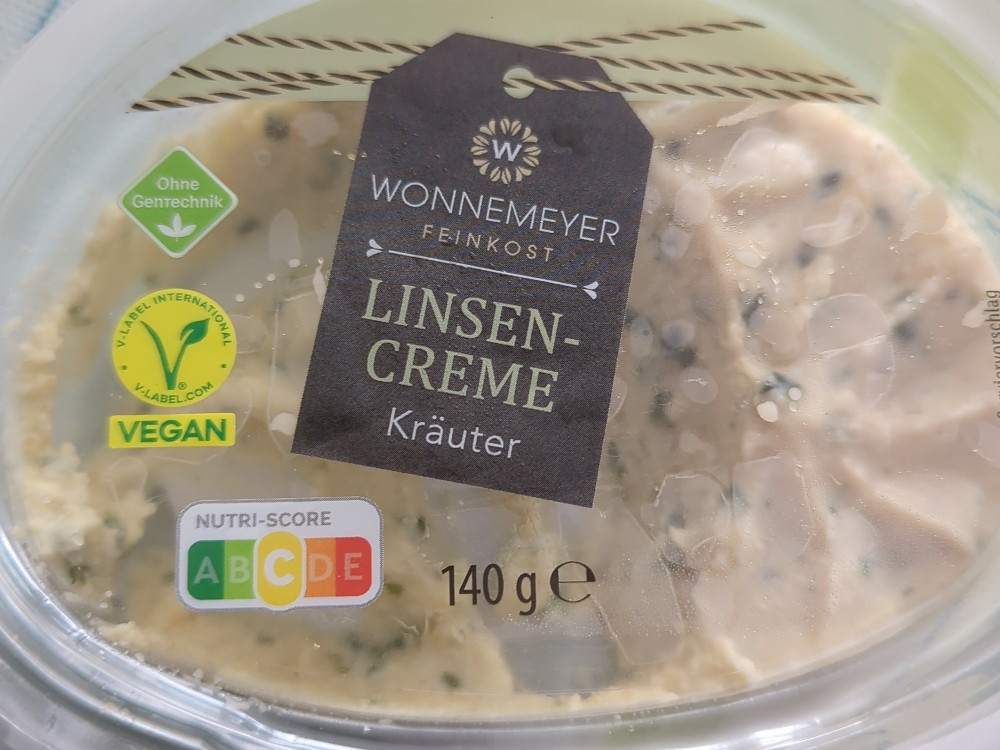 Ohne
Gentechnik
W
WONNEMEYER
FEINKOST
LINSEN-
CREME
Kräuter
V-LABEL INTERNATIONAL
®
V-LABEL.COM
VEGAN
NUTRI-SCORE
A B C D E
140 g ℮